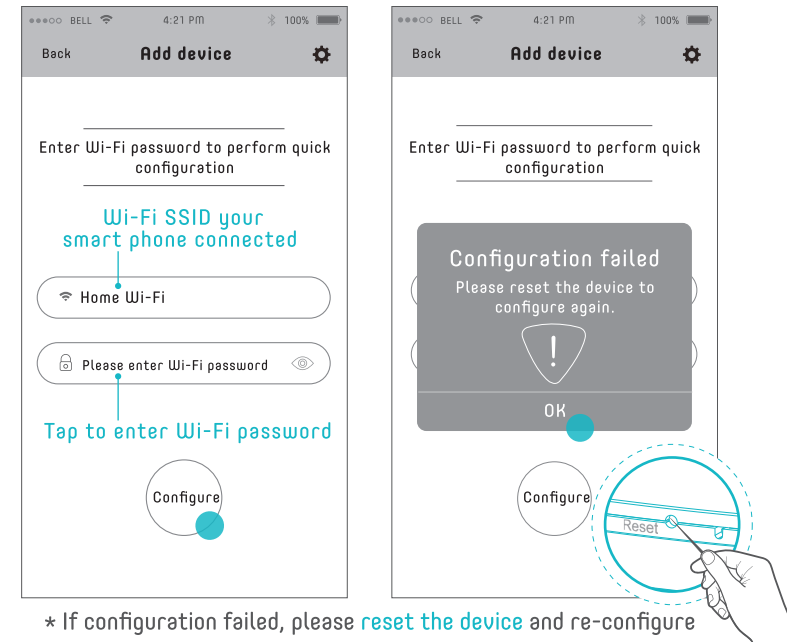 BELL 4:21 PM 100%
Back Add device
Enter Wi-Fi password to perform quick
configuration
Wi-Fi SSID your
smart phone connected
Home Wi-Fi
Please enter Wi-Fi password
Tap to enter Wi-Fi password
Configure
BELL 4:21 PM 100%
Back Add device
Enter Wi-Fi password to perform quick
configuration
Configuration failed
Please reset the device to
configure again.
!
OK
Configure
Reset
* If configuration failed, please reset the device and re-configure